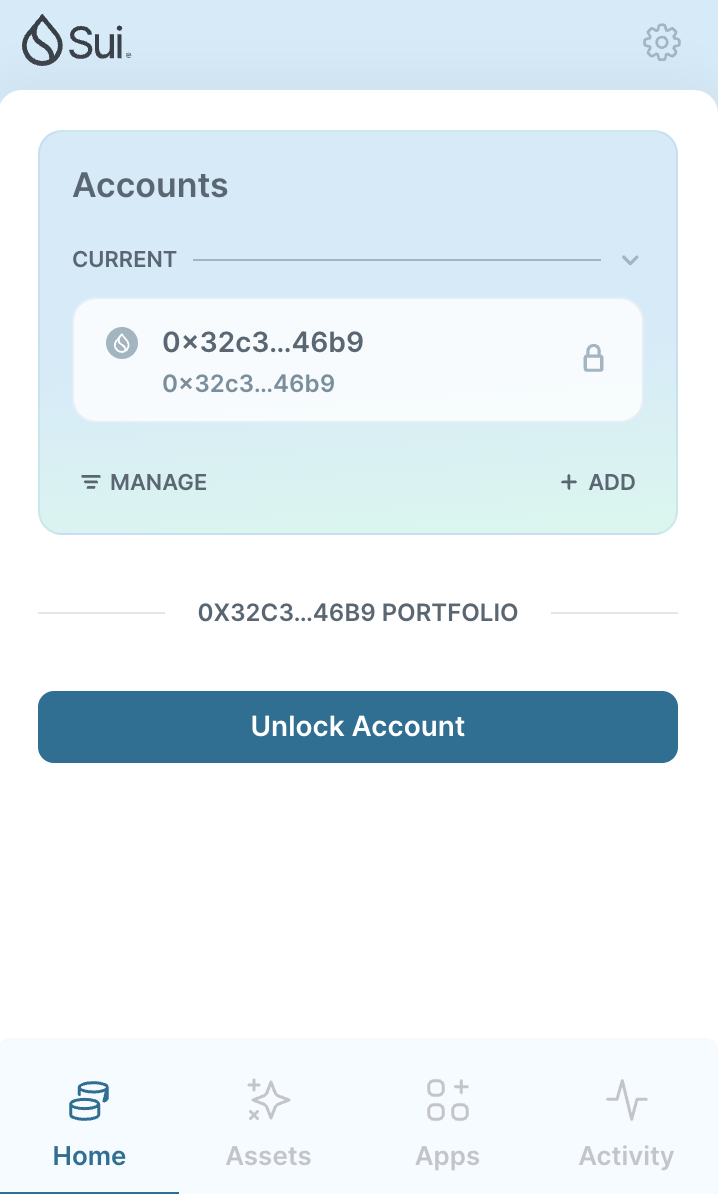 Sui
Accounts
CURRENT
0×32c3...46b9
0×32c3...46b9
MANAGE
+ ADD
0X32C3...46B9 PORTFOLIO
Unlock Account
Home
Assets
Apps
Activity